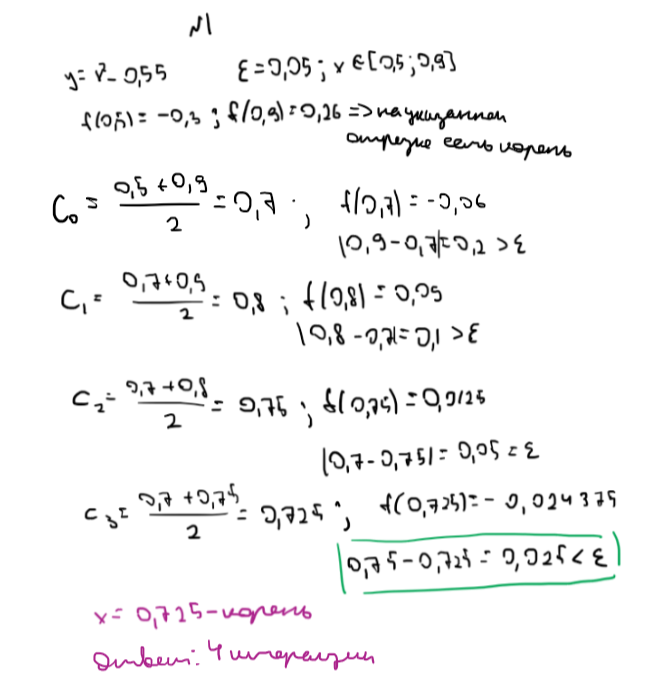 №1
y = x² - 0,55 ε = 0,05 ; x ∈ [0,5 ; 0,9]
f(0,5) = -0,3 ; f(0,9) = 0,26 => на указанном
отрезке есть корень
C₀ = (0,5 + 0,9)/2 = 0,7 ; f(0,7) = -0,06
|0,9 - 0,7| = 0,2 > ε
C₁ = (0,7 + 0,9)/2 = 0,8 ; f(0,8) = 0,09
|0,8 - 0,7| = 0,1 > ε
C₂ = (0,7 + 0,8)/2 = 0,75 ; f(0,75) = 0,0125
|0,7 - 0,75| = 0,05 = ε
C₃ = (0,7 + 0,75)/2 = 0,725 ; f(0,725) = -0,024375
|0,75 - 0,725 = 0,025 < ε|
x = 0,725 - корень
Ответ: 4 итерации